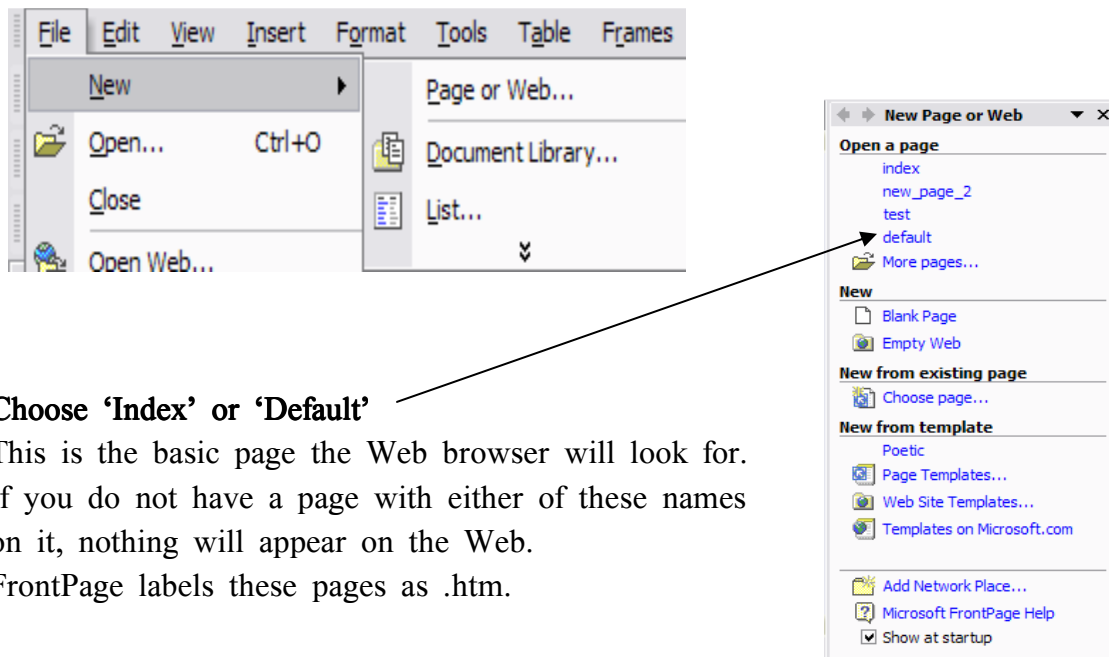 File Edit View Insert Format Tools Table Frames
New
Page or Web...
Open... Ctrl+O
Document Library...
Close
List...
Open Web...
New Page or Web
Open a page
index
new_page_2
test
default
More pages...
New
Blank Page
Empty Web
New from existing page
Choose page...
New from template
Poetic
Page Templates...
Web Site Templates...
Templates on Microsoft.com
Add Network Place...
Microsoft FrontPage Help
Show at startup
Choose ‘Index’ or ‘Default’
This is the basic page the Web browser will look for.
If you do not have a page with either of these names
on it, nothing will appear on the Web.
FrontPage labels these pages as .htm.